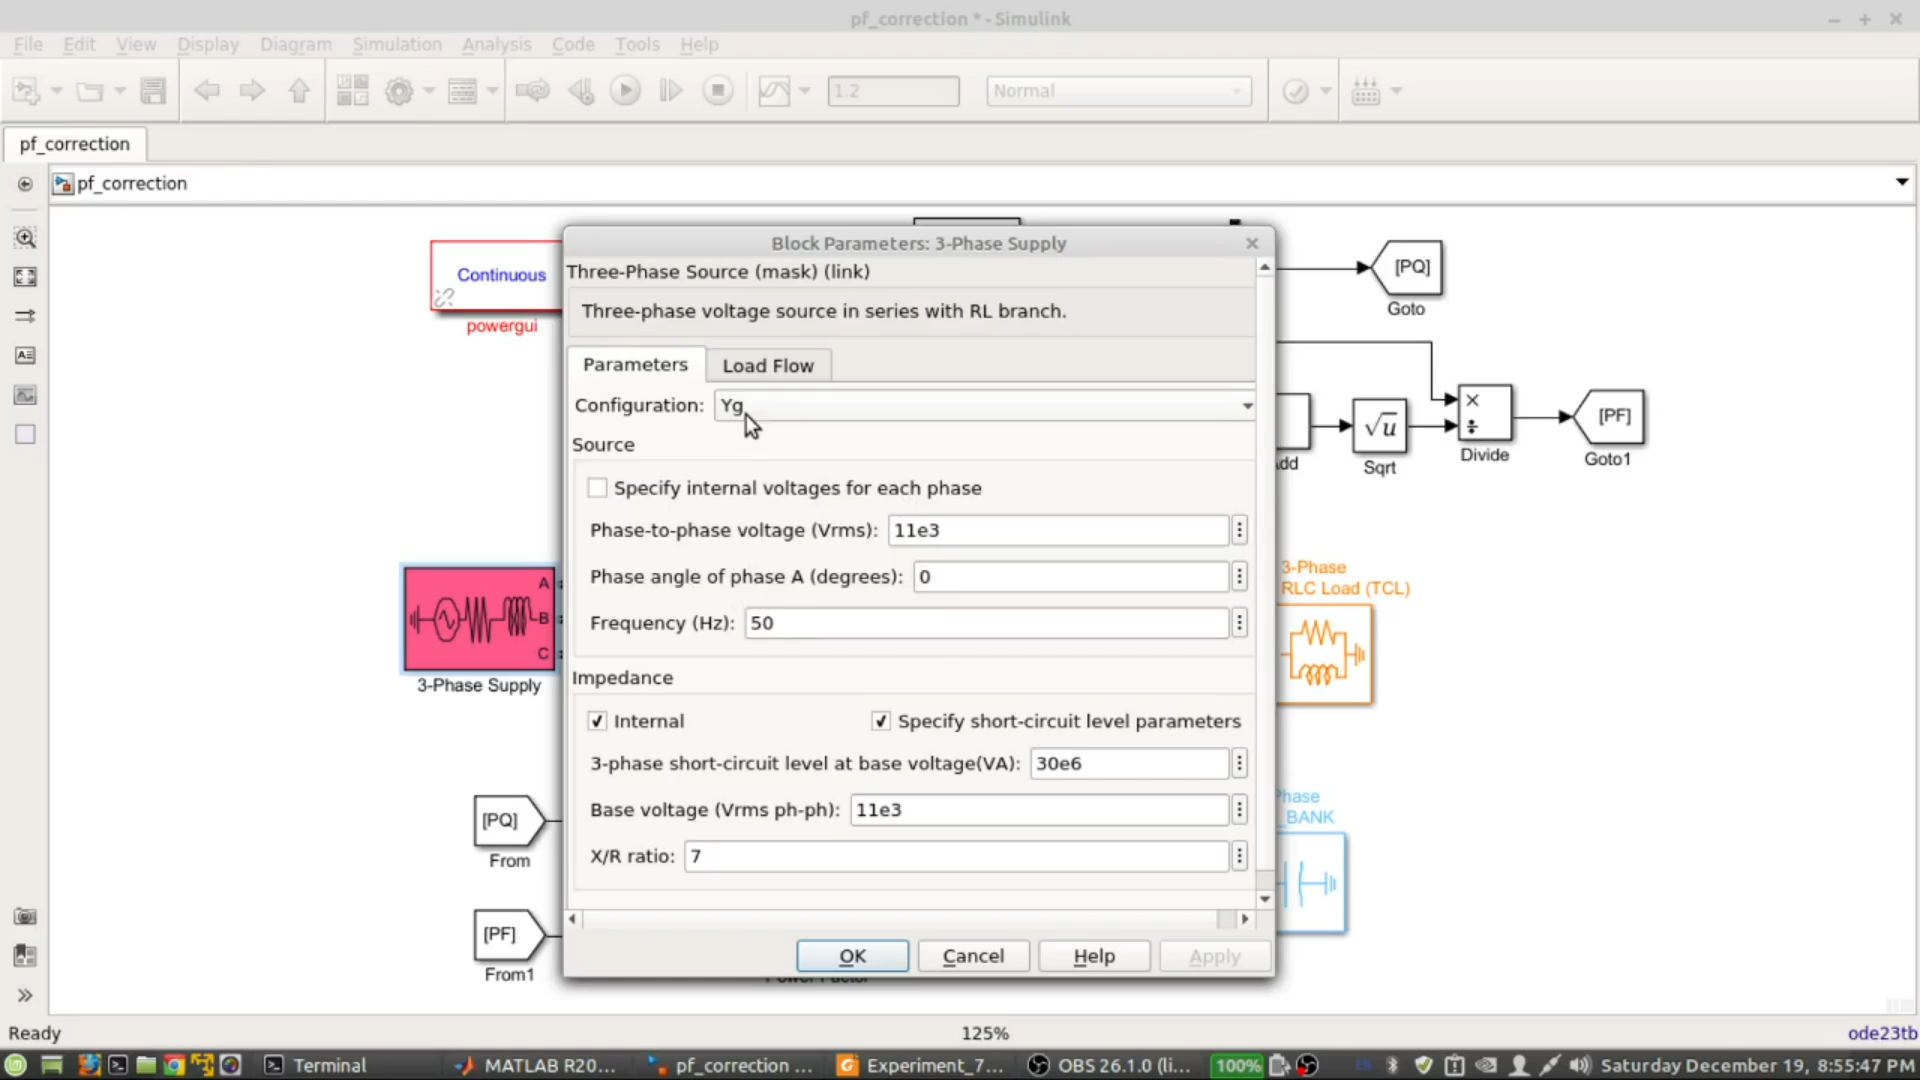 pf_correction * - Simulink
File Edit View Display Diagram Simulation Analysis Code Tools Help
1.2
Normal
pf_correction
pf_correction
Continuous
powergui
Block Parameters: 3-Phase Supply
Three-Phase Source (mask) (link)
Three-phase voltage source in series with RL branch.
Parameters
Load Flow
Configuration: Yg
Source
Specify internal voltages for each phase
Phase-to-phase voltage (Vrms): 11e3
Phase angle of phase A (degrees): 0
Frequency (Hz): 50
Impedance
Internal
Specify short-circuit level parameters
3-phase short-circuit level at base voltage(VA): 30e6
Base voltage (Vrms ph-ph): 11e3
X/R ratio: 7
OK
Cancel
Help
Apply
[PQ]
Goto
√u
Sqrt
×
÷
Divide
[PF]
Goto1
A
B
C
3-Phase Supply
3-Phase
RLC Load (TCL)
_BANK
[PQ]
From
[PF]
From1
Ready
125%
ode23tb
Terminal
MATLAB R20...
pf_correction ...
Experiment_7...
OBS 26.1.0 (li...
100%
Saturday December 19, 8:55:47 PM